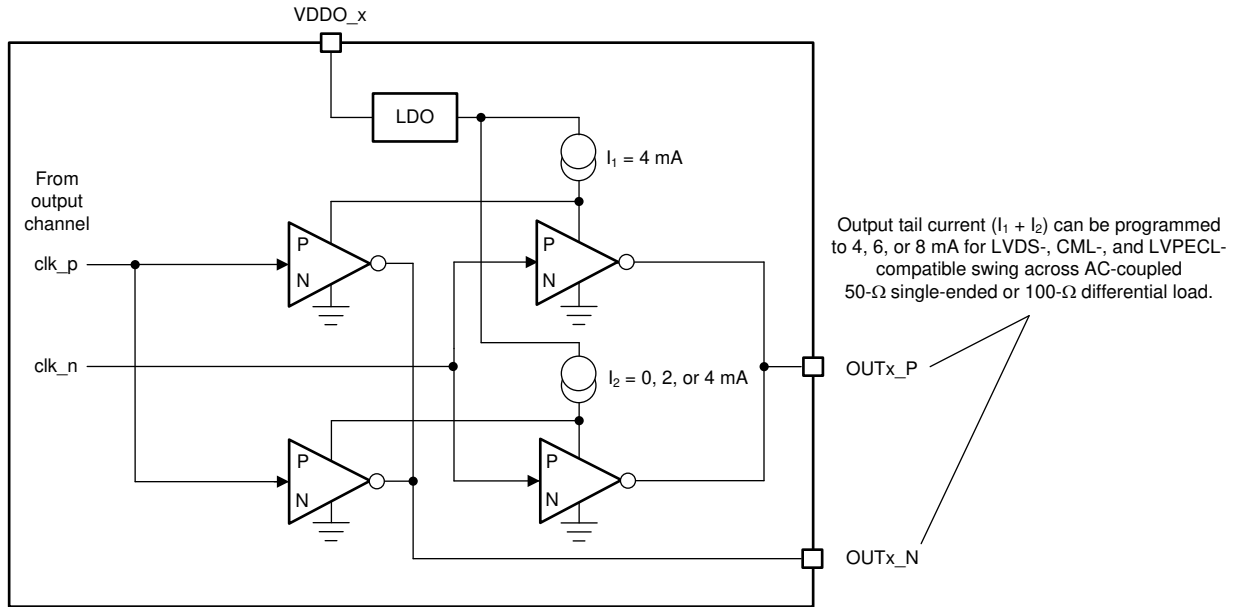 VDDO_x
LDO
I₁ = 4 mA
From
output
channel
P
N
P
N
clk_p
Output tail current (I₁ + I₂) can be programmed
to 4, 6, or 8 mA for LVDS-, CML-, and LVPECL-
compatible swing across AC-coupled
50-Ω single-ended or 100-Ω differential load.
clk_n
I₂ = 0, 2, or 4 mA
OUTx_P
P
N
P
N
OUTx_N